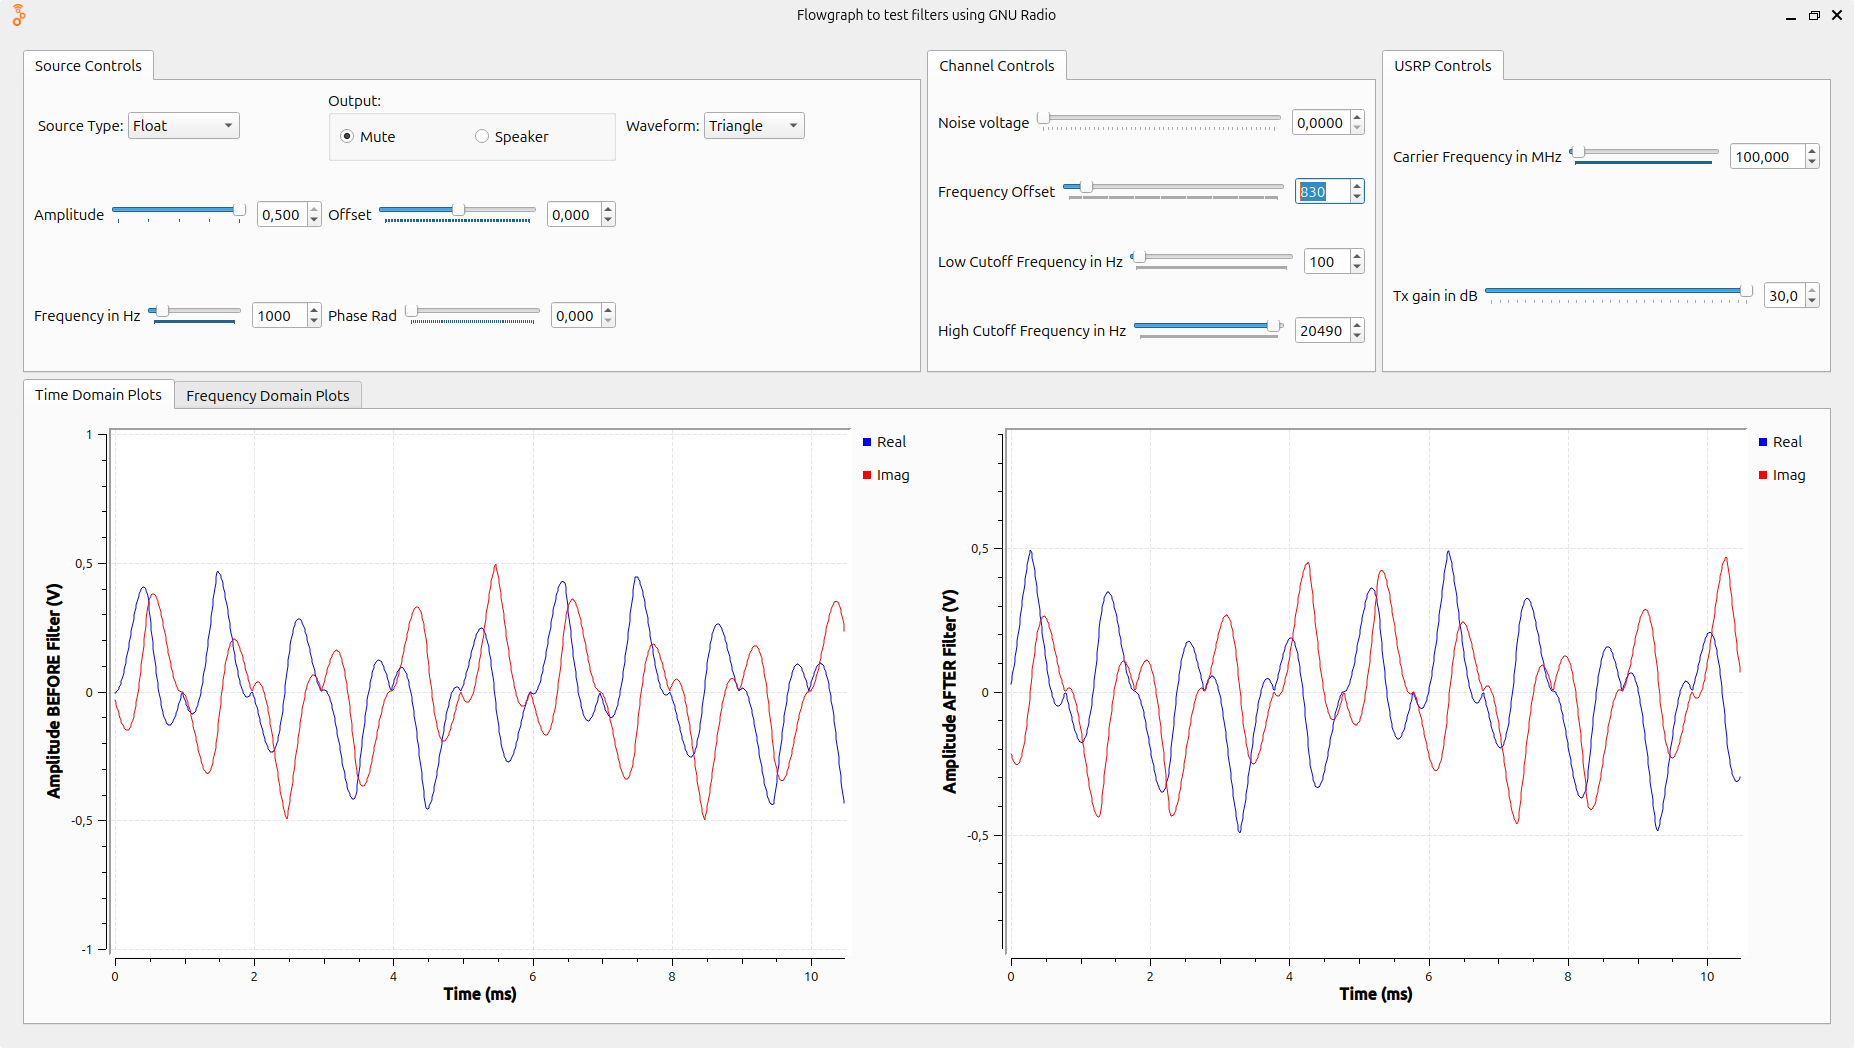 Flowgraph to test filters using GNU Radio
Source Controls
Source Type: Float
Output:
Mute
Speaker
Waveform: Triangle
Amplitude 0,500
Offset 0,000
Frequency in Hz 1000
Phase Rad 0,000
Channel Controls
Noise voltage 0,0000
Frequency Offset 830
Low Cutoff Frequency in Hz 100
High Cutoff Frequency in Hz 20490
USRP Controls
Carrier Frequency in MHz 100,000
Tx gain in dB 30,0
Time Domain Plots
Frequency Domain Plots
Amplitude BEFORE Filter (V)
1
0,5
0
-0,5
-1
0 2 4 6 8 10
Time (ms)
Real
Imag
Amplitude AFTER Filter (V)
0,5
0
-0,5
0 2 4 6 8 10
Time (ms)
Real
Imag